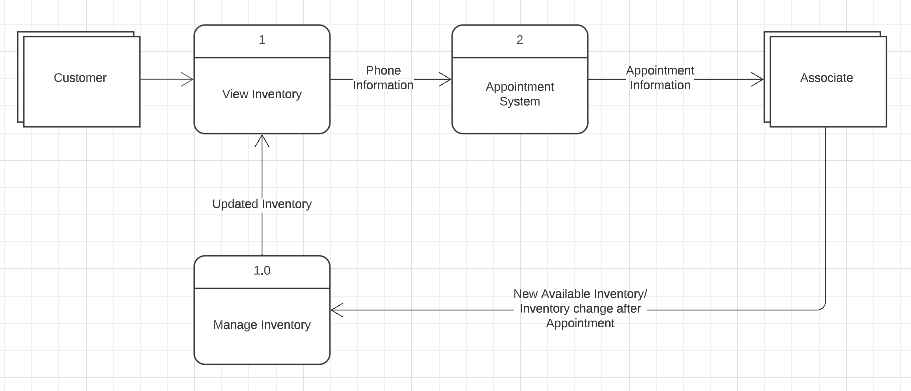 1
2
Customer
View Inventory
Phone
Information
Appointment
System
Appointment
Information
Associate
Updated Inventory
1.0
Manage Inventory
New Available Inventory/
Inventory change after
Appointment